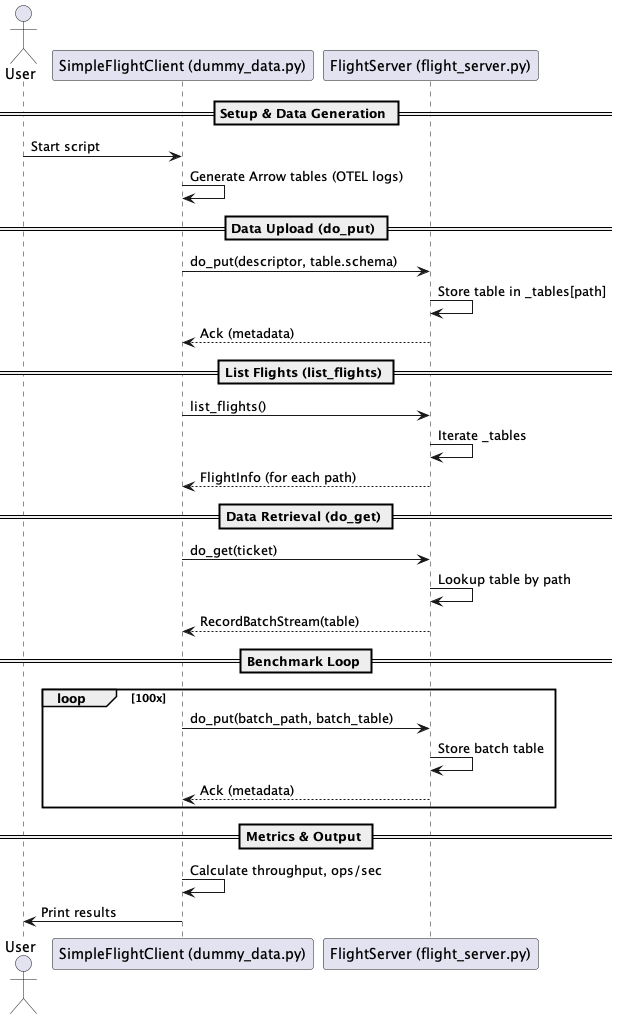 User
SimpleFlightClient (dummy_data.py)
FlightServer (flight_server.py)
Setup & Data Generation
Start script
Generate Arrow tables (OTEL logs)
Data Upload (do_put)
do_put(descriptor, table.schema)
Store table in _tables[path]
Ack (metadata)
List Flights (list_flights)
list_flights()
Iterate _tables
FlightInfo (for each path)
Data Retrieval (do_get)
do_get(ticket)
Lookup table by path
RecordBatchStream(table)
Benchmark Loop
loop [100x]
do_put(batch_path, batch_table)
Store batch table
Ack (metadata)
Metrics & Output
Calculate throughput, ops/sec
Print results
User
SimpleFlightClient (dummy_data.py)
FlightServer (flight_server.py)